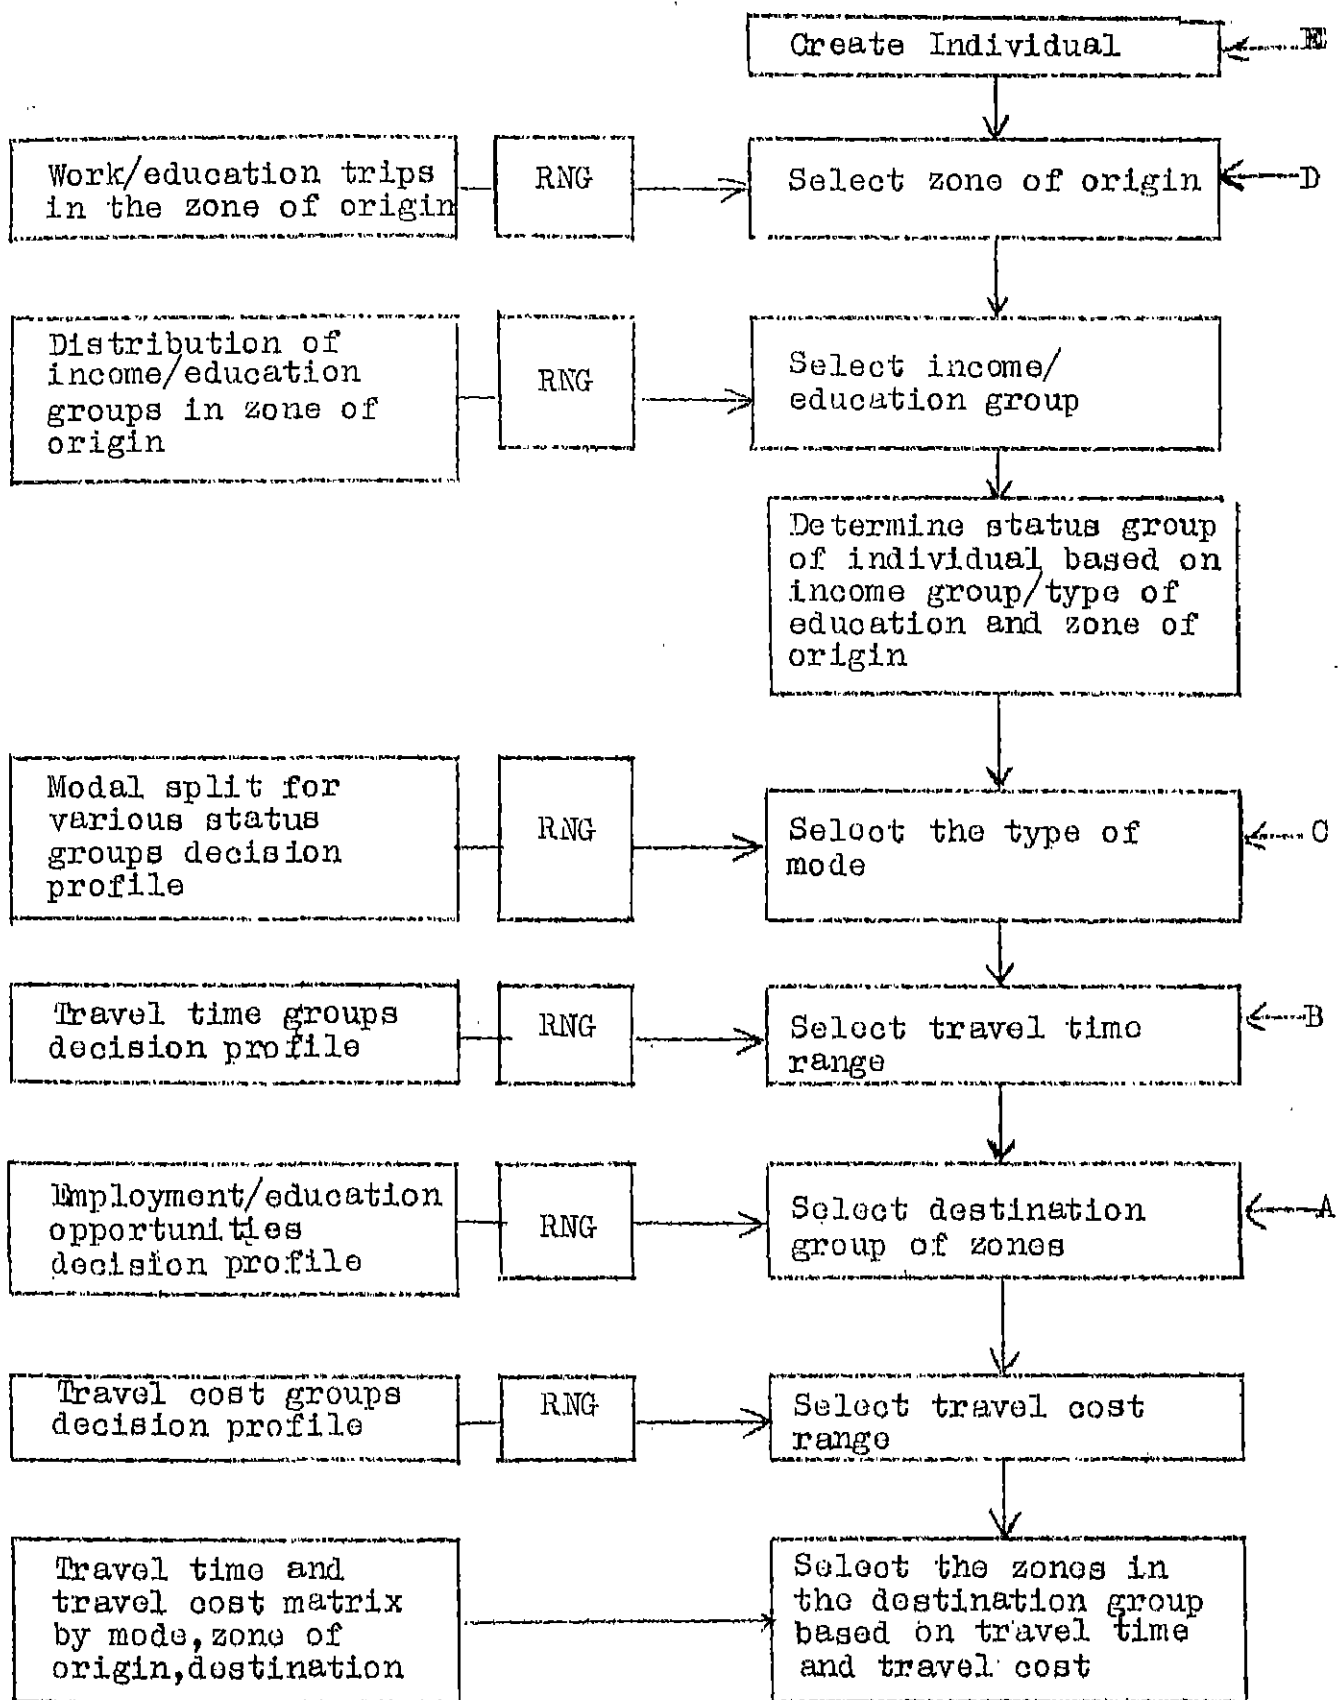 Create Individual
E
Work/education trips
in the zone of origin
RNG
Select zone of origin
D
Distribution of
income/education
groups in zone of
origin
RNG
Select income/
education group
Determine status group
of individual based on
income group/type of
education and zone of
origin
Modal split for
various status
groups decision
profile
RNG
Select the type of
mode
C
Travel time groups
decision profile
RNG
Select travel time
range
B
Employment/education
opportunities
decision profile
RNG
Select destination
group of zones
A
Travel cost groups
decision profile
RNG
Select travel cost
range
Travel time and
travel cost matrix
by mode, zone of
origin, destination
Select the zones in
the destination group
based on travel time
and travel cost